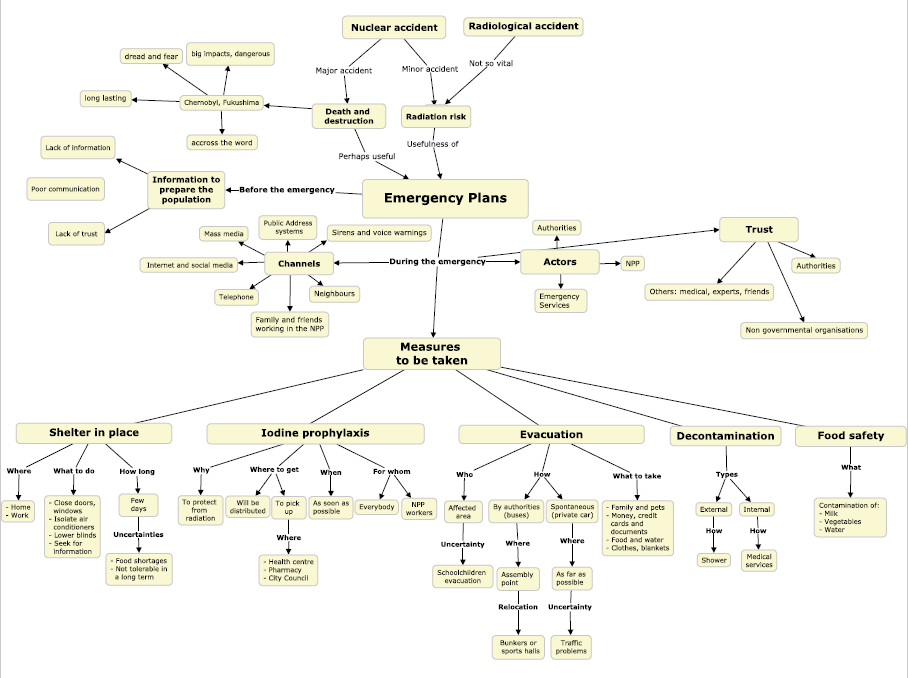 Nuclear accident
Radiological accident
dread and fear
big impacts, dangerous
Major accident
Minor accident
Not so vital
long lasting
Chernobyl, Fukushima
Death and
destruction
Radiation risk
accross the word
Lack of information
Perhaps useful
Usefulness of
Poor communication
Information to
prepare the
population
Before the emergency
Emergency Plans
Lack of trust
Mass media
Public Address
systems
Sirens and voice warnings
Authorities
Trust
Internet and social media
Channels
During the emergency
Actors
NPP
Authorities
Telephone
Neighbours
Emergency
Services
Others: medical, experts, friends
Family and friends
working in the NPP
Non governmental organisations
Measures
to be taken
Shelter in place
Iodine prophylaxis
Evacuation
Decontamination
Food safety
Where
What to do
How long
Why
Where to get
When
For whom
Who
How
What to take
Types
What
- Home
- Work
- Close doors,
windows
- Isolate air
conditioners
- Lower blinds
- Seek for
information
Few
days
Uncertainties
- Food shortages
- Not tolerable in
a long term
To protect
from
radiation
Will be
distributed
To pick
up
Where
- Health centre
- Pharmacy
- City Council
As soon as
possible
Everybody
NPP
workers
Affected
area
Uncertainty
Schoolchildren
evacuation
By authorities
(buses)
Where
Assembly
point
Relocation
Bunkers or
sports halls
Spontaneous
(private car)
Where
As far as
possible
Uncertainty
Traffic
problems
- Family and pets
- Money, credit
cards and
documents
- Food and water
- Clothes, blankets
External
How
Shower
Internal
How
Medical
services
Contamination of:
- Milk
- Vegetables
- Water